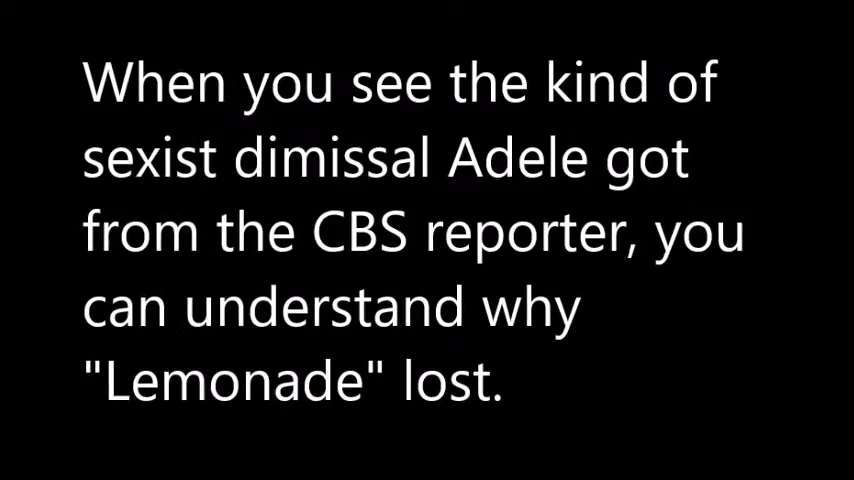 When you see the kind of
sexist dimissal Adele got
from the CBS reporter, you
can understand why
"Lemonade" lost.